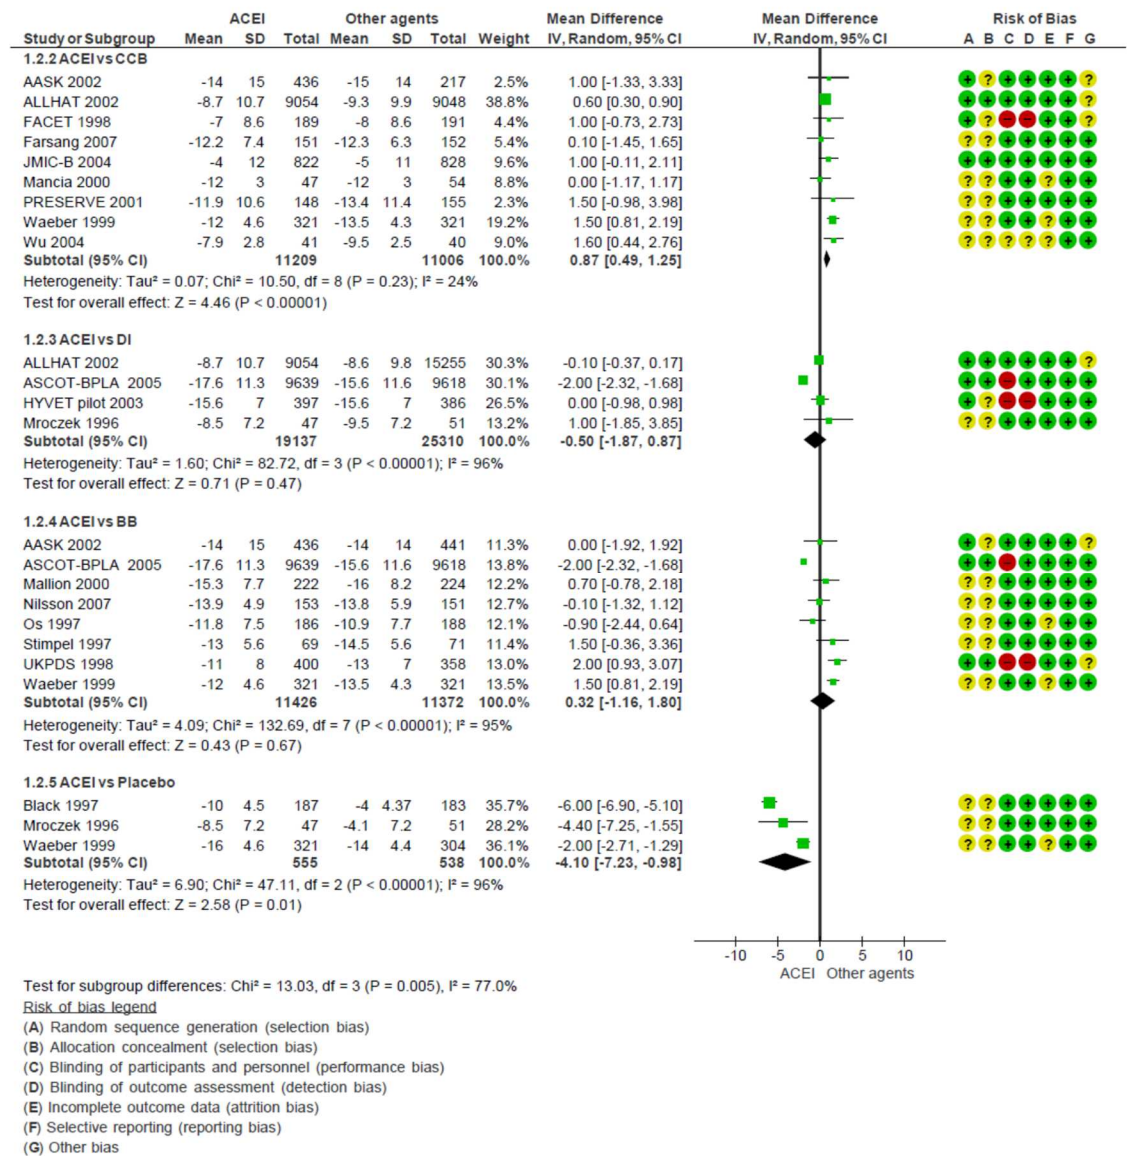 ACEI Other agents Mean Difference Mean Difference Risk of Bias
Study or Subgroup Mean SD Total Mean SD Total Weight IV, Random, 95% CI IV, Random, 95% CI A B C D E F G
1.2.2 ACEI vs CCB
AASK 2002 -14 15 436 -15 14 217 2.5% 1.00 [-1.33, 3.33] + ? + + + + ?
ALLHAT 2002 -8.7 10.7 9054 -9.3 9.9 9048 38.8% 0.60 [0.30, 0.90] + + + + + + ?
FACET 1998 -7 8.6 189 -8 8.6 191 4.4% 1.00 [-0.73, 2.73] + ? - - + + ?
Farsang 2007 -12.2 7.4 151 -12.3 6.3 152 5.4% 0.10 [-1.45, 1.65] ? ? + + + + +
JMIC-B 2004 -4 12 822 -5 11 828 9.6% 1.00 [-0.11, 2.11] + + + + + + +
Mancia 2000 -12 3 47 -12 3 54 8.8% 0.00 [-1.17, 1.17] ? ? + + ? + +
PRESERVE 2001 -11.9 10.6 148 -13.4 11.4 155 2.3% 1.50 [-0.98, 3.98] ? ? + + + + +
Waeber 1999 -12 4.6 321 -13.5 4.3 321 19.2% 1.50 [0.81, 2.19] ? ? + + ? + +
Wu 2004 -7.9 2.8 41 -9.5 2.5 40 9.0% 1.60 [0.44, 2.76] ? ? ? ? ? + +
Subtotal (95% CI) 11209 11006 100.0% 0.87 [0.49, 1.25]
Heterogeneity: Tau² = 0.07; Chi² = 10.50, df = 8 (P = 0.23); I² = 24%
Test for overall effect: Z = 4.46 (P < 0.00001)
1.2.3 ACEI vs DI
ALLHAT 2002 -8.7 10.7 9054 -8.6 9.8 15255 30.3% -0.10 [-0.37, 0.17] + + + + + + ?
ASCOT-BPLA 2005 -17.6 11.3 9639 -15.6 11.6 9618 30.1% -2.00 [-2.32, -1.68] + + - + + + +
HYVET pilot 2003 -15.6 7 397 -15.6 7 386 26.5% 0.00 [-0.98, 0.98] + ? - - + + +
Mroczek 1996 -8.5 7.2 47 -9.5 7.2 51 13.1% 1.00 [-1.85, 3.85] ? ? + + + + +
Subtotal (95% CI) 19137 25310 100.0% -0.50 [-1.87, 0.87]
Heterogeneity: Tau² = 1.60; Chi² = 82.72, df = 3 (P < 0.00001); I² = 96%
Test for overall effect: Z = 0.71 (P = 0.47)
1.2.4 ACEI vs BB
AASK 2002 -14 15 436 -14 14 441 11.3% 0.00 [-1.92, 1.92] + ? + + + + ?
ASCOT-BPLA 2005 -17.6 11.3 9639 -15.6 11.6 9618 13.8% -2.00 [-2.32, -1.68] + + - + + + +
Mallion 2000 -15.3 7.7 222 -16 8.2 224 12.2% 0.70 [-0.78, 2.18] ? ? + + + + +
Nilsson 2007 -13.9 4.9 153 -13.8 5.9 151 12.7% -0.10 [-1.32, 1.12] ? ? + + + + +
Os 1997 -11.8 7.5 186 -10.9 7.7 188 12.1% -0.90 [-2.44, 0.64] ? ? + + ? + +
Stimpel 1997 -13 5.6 69 -14.5 5.6 71 11.4% 1.50 [-0.36, 3.36] ? ? + + + + +
UKPDS 1998 -11 8 400 -13 7 358 13.0% 2.00 [0.93, 3.07] + + - - + + ?
Waeber 1999 -12 4.6 321 -13.5 4.3 321 13.5% 1.50 [0.81, 2.19] ? ? + + ? + +
Subtotal (95% CI) 11426 11372 100.0% 0.32 [-1.16, 1.80]
Heterogeneity: Tau² = 4.09; Chi² = 132.69, df = 7 (P < 0.00001); I² = 95%
Test for overall effect: Z = 0.43 (P = 0.67)
1.2.5 ACEI vs Placebo
Black 1997 -10 4.5 187 -4 4.37 183 35.7% -6.00 [-6.90, -5.10] ? ? + + + + +
Mroczek 1996 -8.5 7.2 47 -4.1 7.2 51 28.2% -4.40 [-7.25, -1.55] ? ? + + + + +
Waeber 1999 -16 4.6 321 -14 4.4 304 36.1% -2.00 [-2.71, -1.29] ? ? + + ? + +
Subtotal (95% CI) 555 538 100.0% -4.10 [-7.23, -0.98]
Heterogeneity: Tau² = 6.90; Chi² = 47.11, df = 2 (P < 0.00001); I² = 96%
Test for overall effect: Z = 2.58 (P = 0.01)
-10 -5 0 5 10
ACEI Other agents
Test for subgroup differences: Chi² = 13.03, df = 3 (P = 0.005), I² = 77.0%
Risk of bias legend
(A) Random sequence generation (selection bias)
(B) Allocation concealment (selection bias)
(C) Blinding of participants and personnel (performance bias)
(D) Blinding of outcome assessment (detection bias)
(E) Incomplete outcome data (attrition bias)
(F) Selective reporting (reporting bias)
(G) Other bias